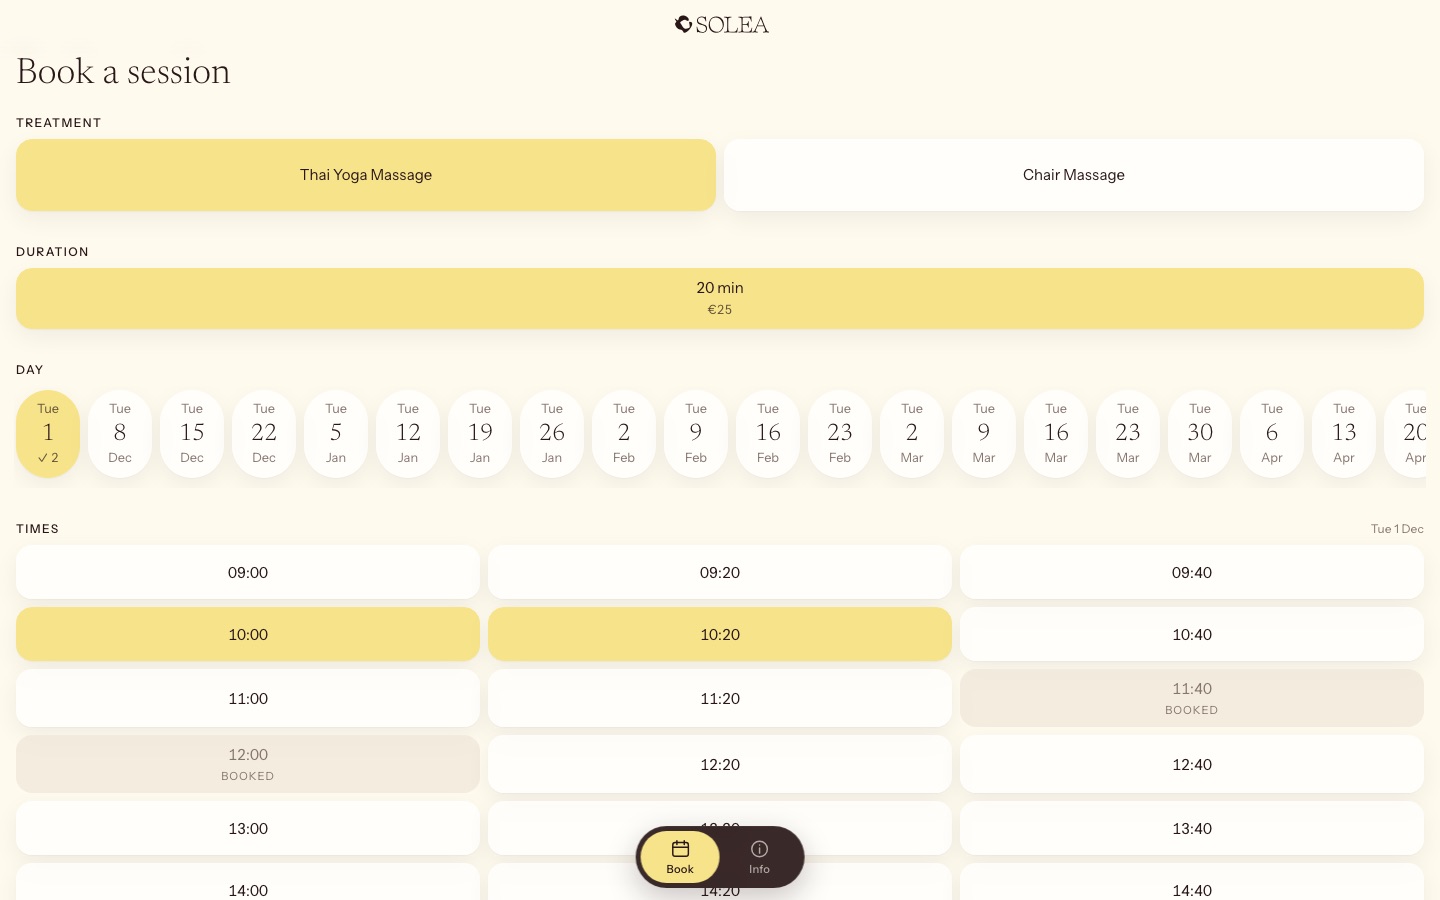 SOLEA
Book a session
TREATMENT
Thai Yoga Massage
Chair Massage
DURATION
20 min
€25
DAY
Tue Tue Tue Tue Tue Tue Tue Tue Tue Tue Tue Tue Tue Tue Tue Tue Tue Tue Tue Tue
1 8 15 22 5 12 19 26 2 9 16 23 2 9 16 23 30 6 13 20
✓ 2 Dec Dec Dec Jan Jan Jan Jan Feb Feb Feb Feb Mar Mar Mar Mar Mar Apr Apr Apr
TIMES
Tue 1 Dec
09:00 09:20 09:40
10:00 10:20 10:40
11:00 11:20 11:40
BOOKED
12:00 12:20 12:40
BOOKED
13:00 13:40
14:00 14:20 14:40
Book
Info